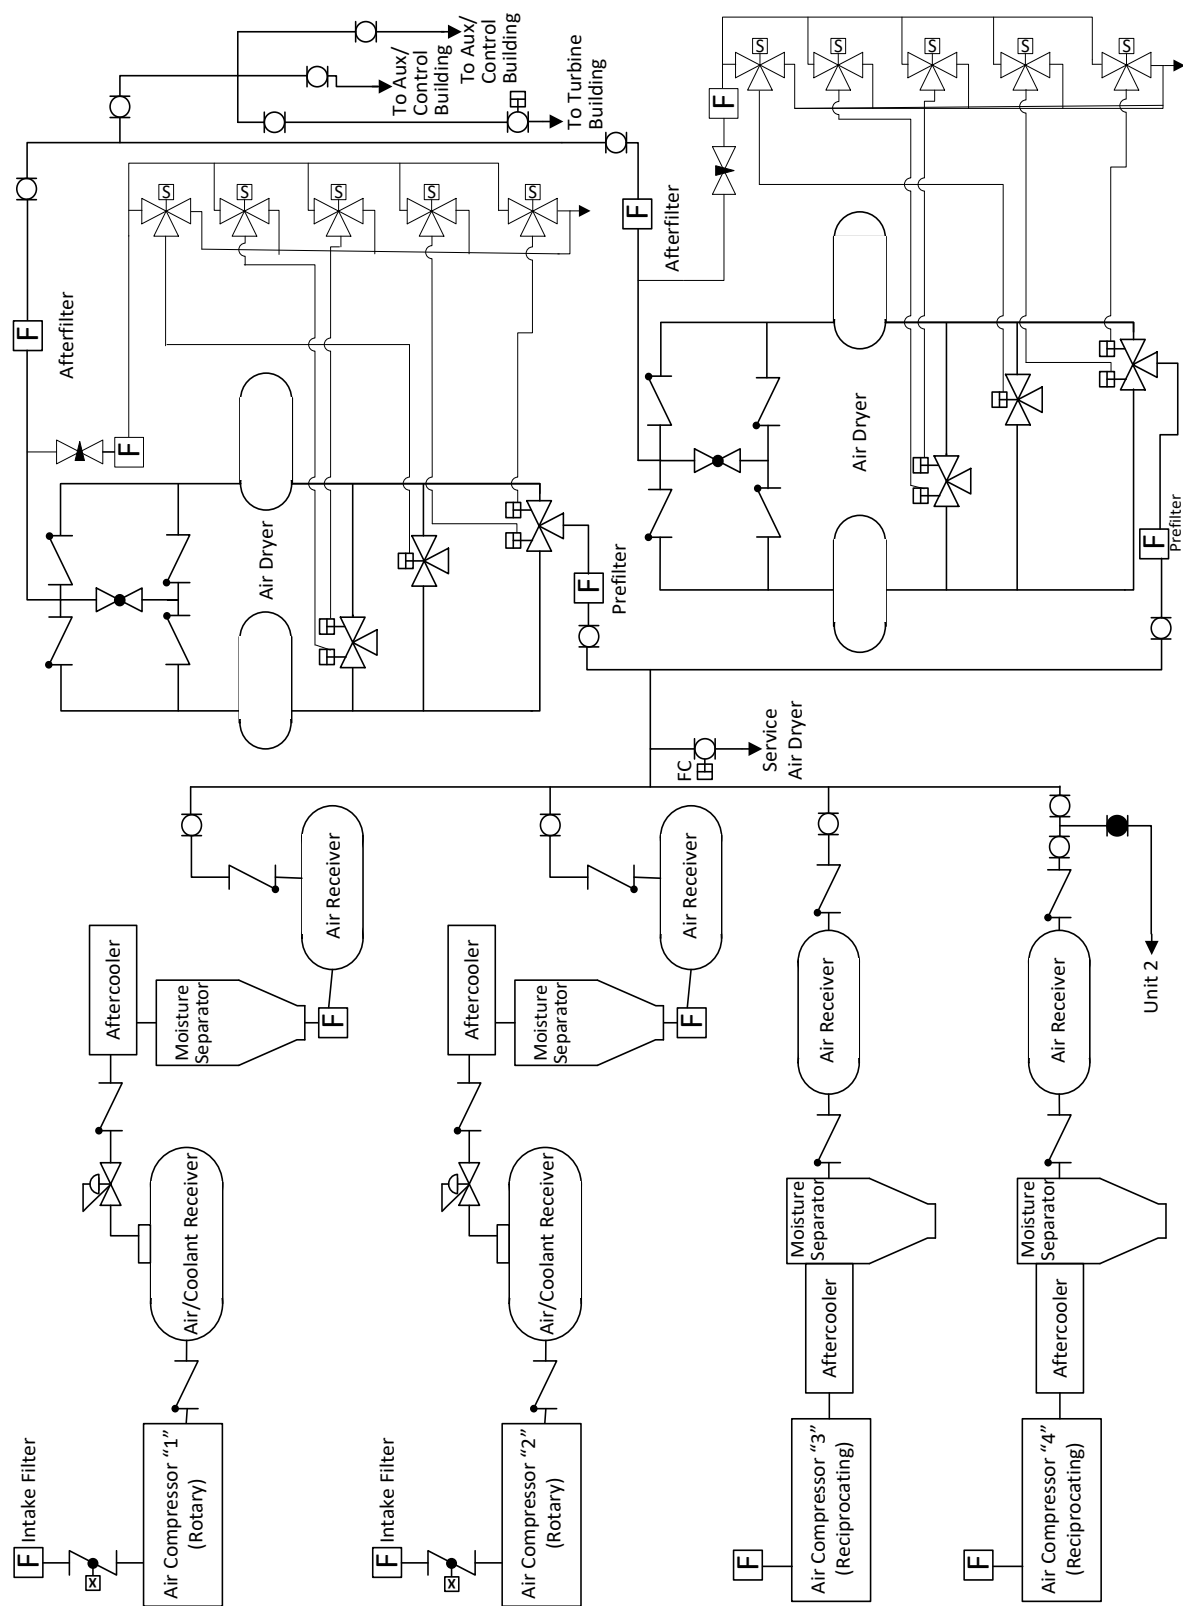 F
Intake Filter
X
Air Compressor “1”
(Rotary)
Air/Coolant Receiver
Aftercooler
Moisture
Separator
F
Air Receiver
F
Intake Filter
X
Air Compressor “2”
(Rotary)
Air/Coolant Receiver
Aftercooler
Moisture
Separator
F
Air Receiver
F
Air Compressor “3”
(Reciprocating)
Aftercooler
Moisture
Separator
Air Receiver
F
Air Compressor “4”
(Reciprocating)
Aftercooler
Moisture
Separator
Air Receiver
Unit 2
FC
Service
Air Dryer
F
Prefilter
Air Dryer
F
F
Afterfilter
S
S
S
S
S
F
Prefilter
Air Dryer
F
Afterfilter
F
S
S
S
S
S
To Aux/
Control
Building
To Aux/
Control
Building
To Turbine
Building